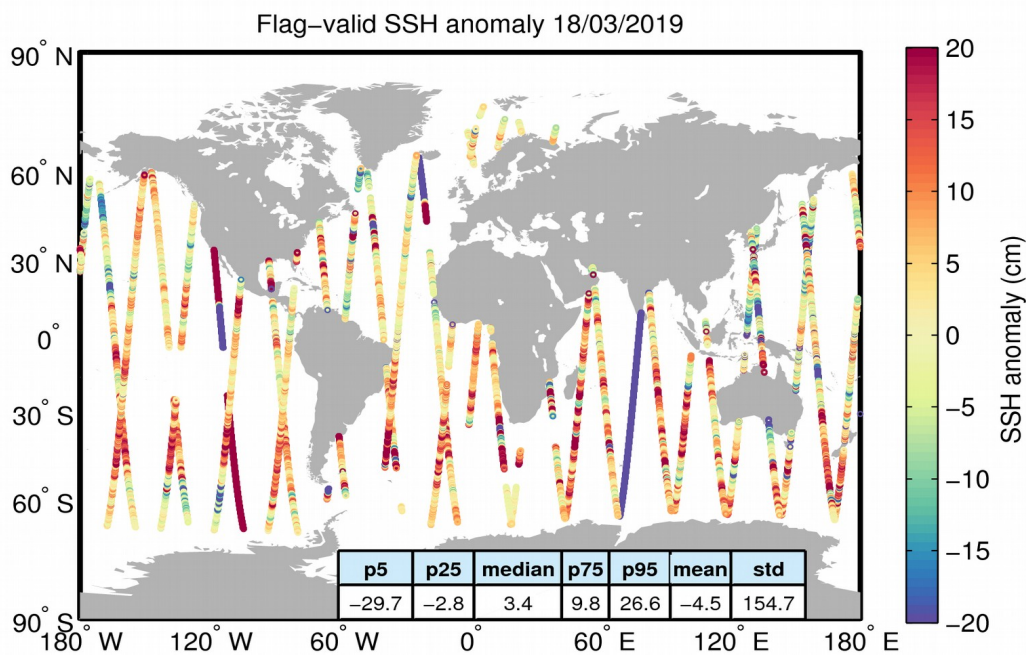 Flag−valid SSH anomaly 18/03/2019
90° N
60° N
30° N
0°
30° S
60° S
90° S
180° W
120° W
60° W
0°
60° E
120° E
180° E
p5 p25 median p75 p95 mean std
−29.7 −2.8 3.4 9.8 26.6 −4.5 154.7
20
15
10
5
0
−5
−10
−15
−20
SSH anomaly (cm)